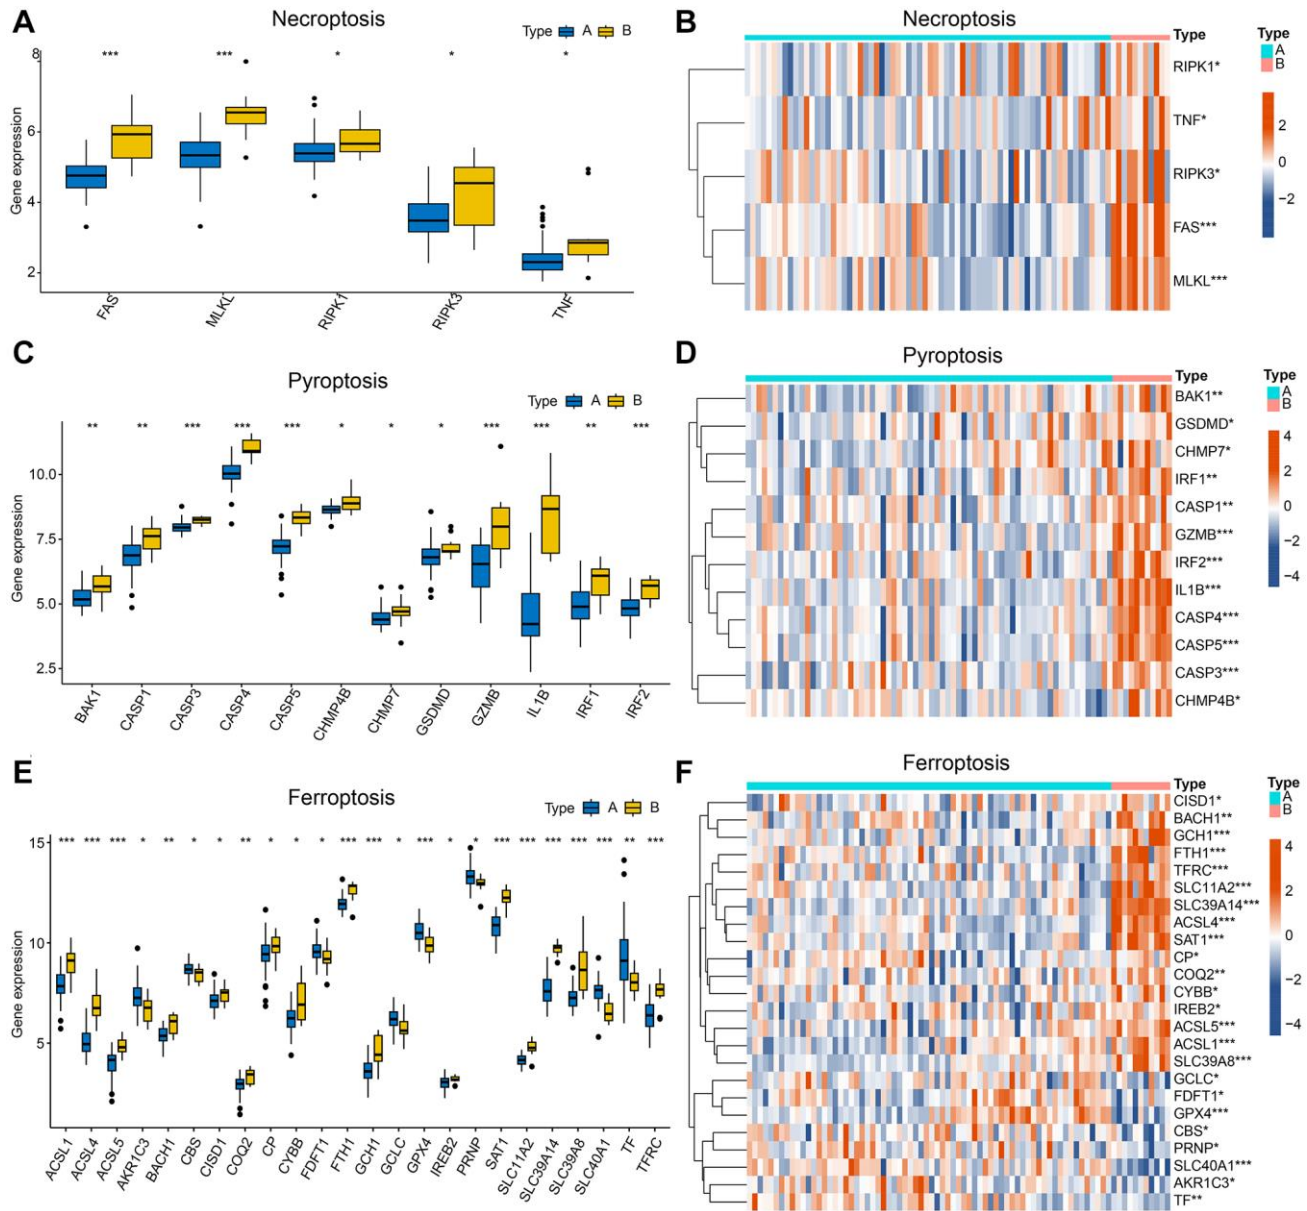 A
Necroptosis
Type A B
*** *** * * *
Gene expression
8
6
4
2
FAS MLKL RIPK1 RIPK3 TNF
B
Necroptosis
Type
RIPK1*
TNF*
RIPK3*
FAS***
MLKL***
Type
A
B
2
0
−2
C
Pyroptosis
Type A B
** ** *** *** *** * * * *** *** ** ***
Gene expression
10.0
7.5
5.0
2.5
BAK1 CASP1 CASP3 CASP4 CASP5 CHMP4B CHMP7 GSDMD GZMB IL1B IRF1 IRF2
D
Pyroptosis
Type
BAK1**
GSDMD*
CHMP7*
IRF1**
CASP1**
GZMB***
IRF2***
IL1B***
CASP4***
CASP5***
CASP3***
CHMP4B*
Type
A
B
4
2
0
−2
−4
E
Ferroptosis
Type A B
*** *** *** * ** * * ** * * * *** *** * *** * * *** *** *** *** *** ** ***
Gene expression
15
10
5
ACSL1 ACSL4 ACSL5 AKR1C3 BACH1 CBS CISD1 COQ2 CP CYBB FDFT1 FTH1 GCH1 GCLC GPX4 IREB2 PRNP SAT1 SLC11A2 SLC39A14 SLC39A8 SLC40A1 TF TFRC
F
Ferroptosis
Type
CISD1*
BACH1**
GCH1***
FTH1***
TFRC***
SLC11A2***
SLC39A14***
ACSL4***
SAT1***
CP*
COQ2**
CYBB*
IREB2*
ACSL5***
ACSL1***
SLC39A8***
GCLC*
FDFT1*
GPX4***
CBS*
PRNP*
SLC40A1***
AKR1C3*
TF**
Type
A
B
4
2
0
−2
−4